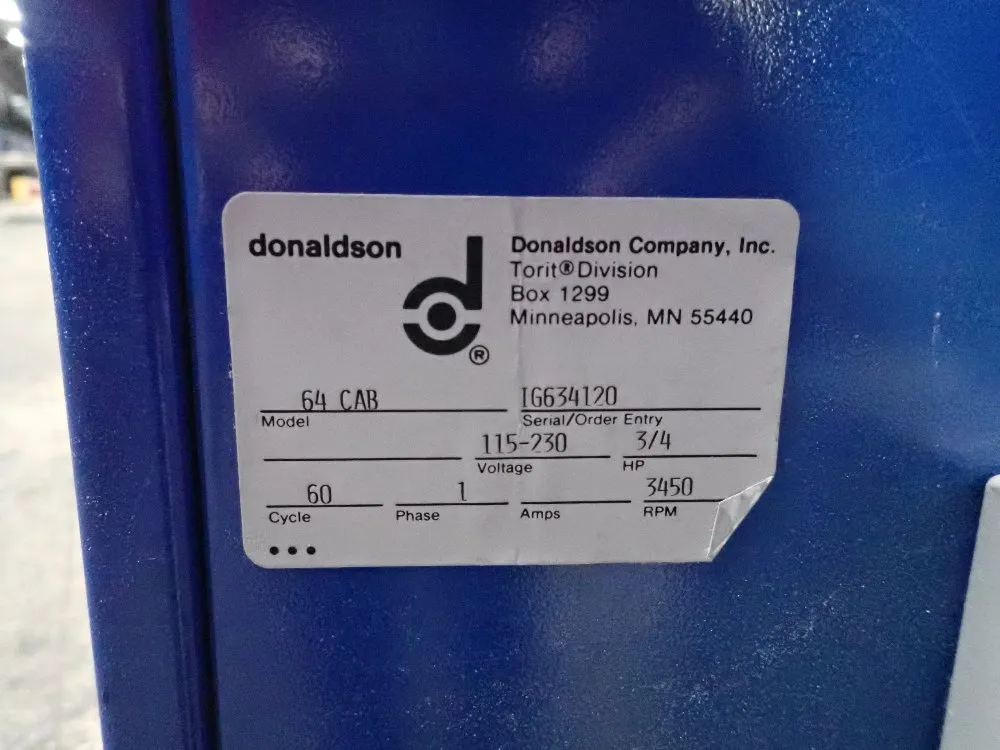 donaldson
Donaldson Company, Inc.
Torit® Division
Box 1299
Minneapolis, MN 55440
®
64 CAB IG634120
Model Serial/Order Entry
115-230 3/4
Voltage HP
60 1 3450
Cycle Phase Amps RPM